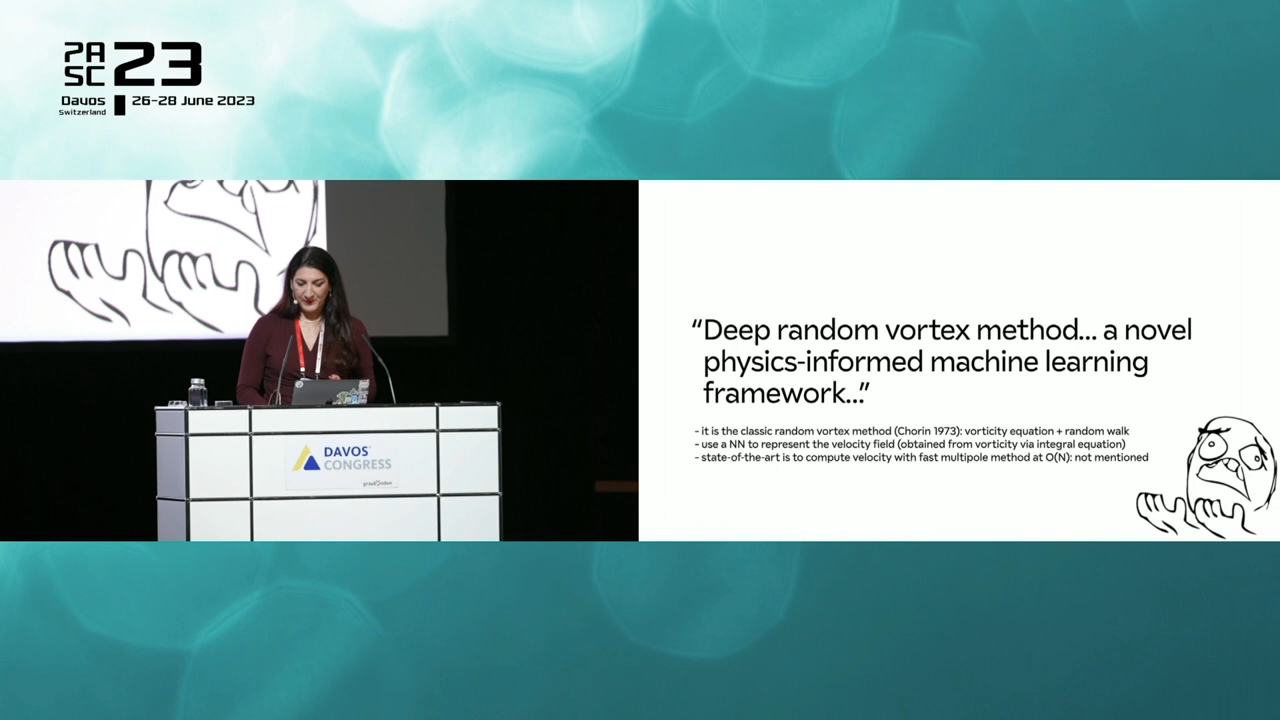 PA
SC 23
Davos
Switzerland
26-28 June 2023
DAVOS
CONGRESS
“Deep random vortex method... a novel
physics-informed machine learning
framework...”
- it is the classic random vortex method (Chorin 1973): vorticity equation + random walk
- use a NN to represent the velocity field (obtained from vorticity via integral equation)
- state-of-the-art is to compute velocity with fast multipole method at O(N): not mentioned